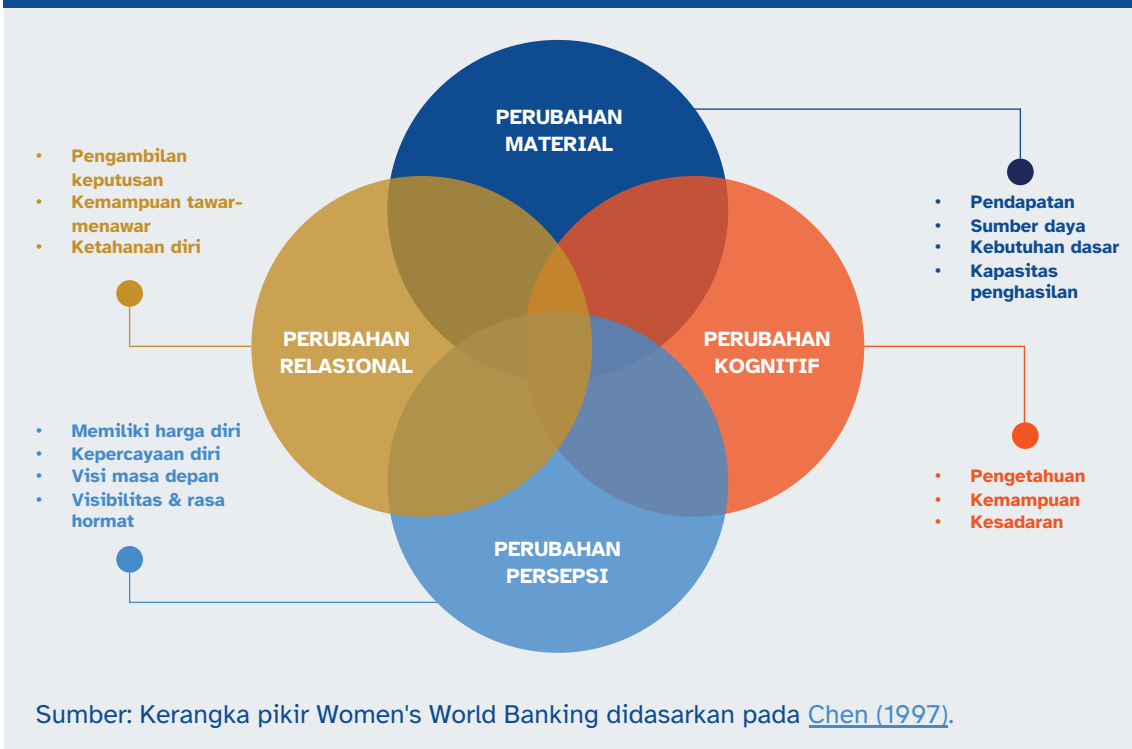 PERUBAHAN
MATERIAL
• Pengambilan
keputusan
• Kemampuan tawar-
menawar
• Ketahanan diri
• Pendapatan
• Sumber daya
• Kebutuhan dasar
• Kapasitas
penghasilan
PERUBAHAN
RELASIONAL
PERUBAHAN
KOGNITIF
• Memiliki harga diri
• Kepercayaan diri
• Visi masa depan
• Visibilitas & rasa
hormat
• Pengetahuan
• Kemampuan
• Kesadaran
PERUBAHAN
PERSEPSI
Sumber: Kerangka pikir Women's World Banking didasarkan pada Chen (1997).